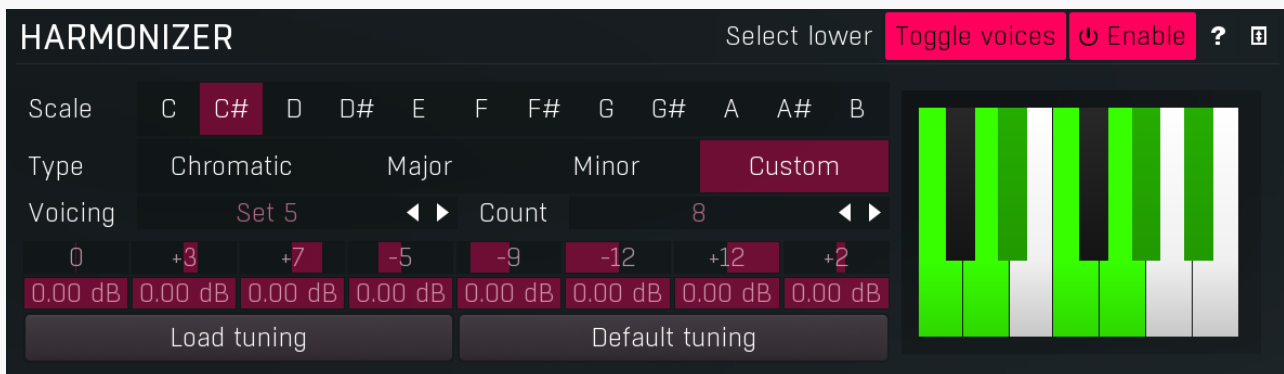 HARMONIZER Select lower Toggle voices Enable ?
Scale C C# D D# E F F# G G# A A# B
Type Chromatic Major Minor Custom
Voicing Set 5 Count 8
0 +3 +7 -5 -9 -12 +12 +2
0.00 dB 0.00 dB 0.00 dB 0.00 dB 0.00 dB 0.00 dB 0.00 dB 0.00 dB
Load tuning Default tuning